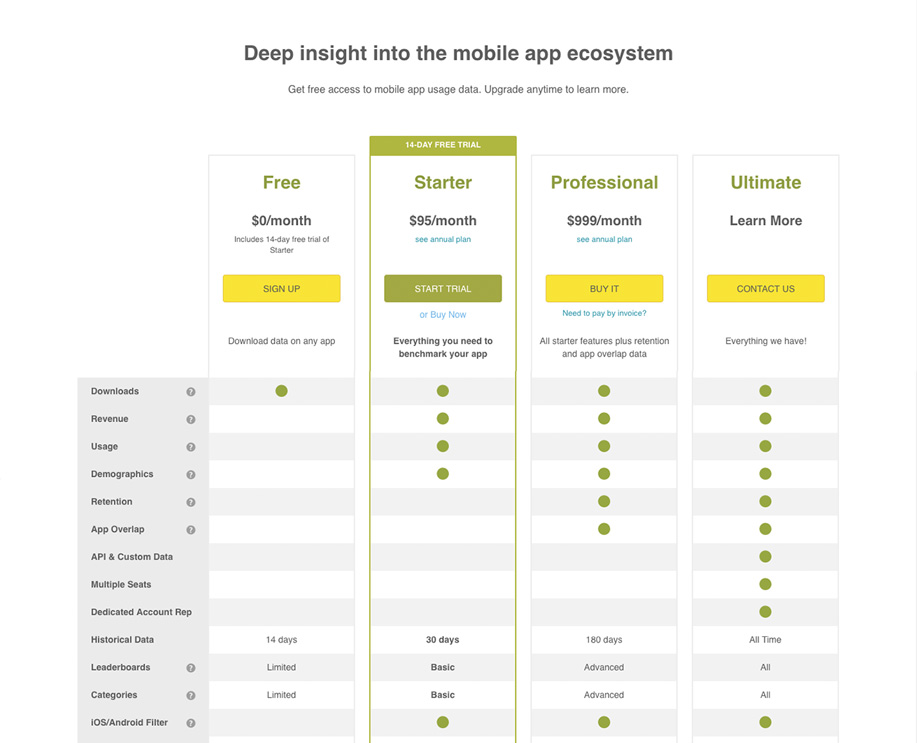 Deep insight into the mobile app ecosystem
Get free access to mobile app usage data. Upgrade anytime to learn more.
14-DAY FREE TRIAL
Free
Starter
Professional
Ultimate
$0/month
$95/month
$999/month
Learn More
Includes 14-day free trial of
Starter
see annual plan
see annual plan
SIGN UP
START TRIAL
BUY IT
CONTACT US
or Buy Now
Need to pay by invoice?
Download data on any app
Everything you need to
benchmark your app
All starter features plus retention
and app overlap data
Everything we have!
Downloads ?
Revenue ?
Usage ?
Demographics ?
Retention ?
App Overlap ?
API & Custom Data
Multiple Seats
Dedicated Account Rep
Historical Data 14 days 30 days 180 days All Time
Leaderboards ? Limited Basic Advanced All
Categories ? Limited Basic Advanced All
iOS/Android Filter ?